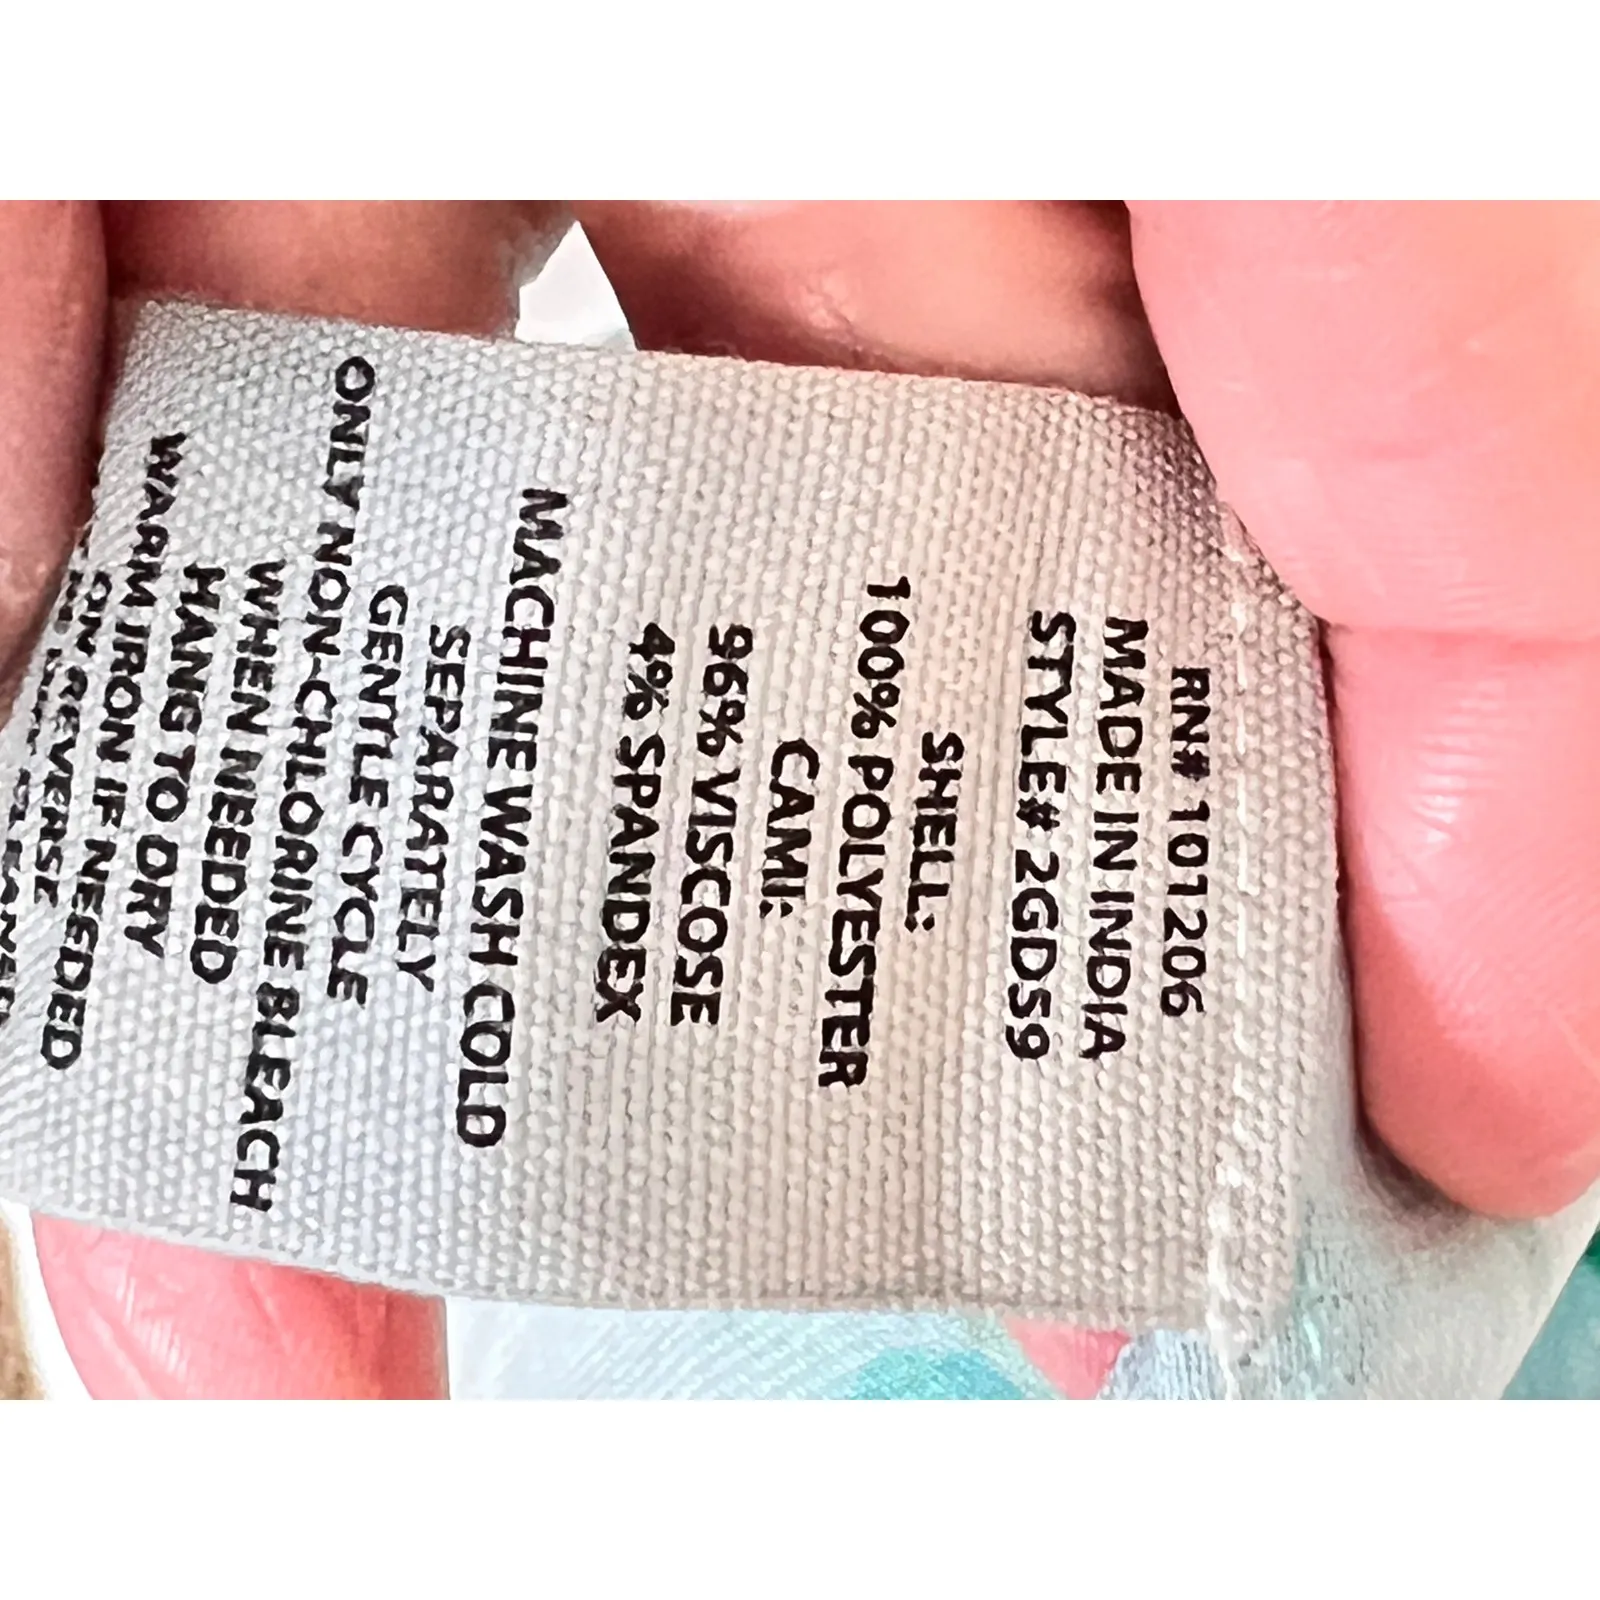 RN# 101206
MADE IN INDIA
STYLE# 2GDS9
SHELL:
100% POLYESTER
CAMI:
96% VISCOSE
4% SPANDEX
MACHINE WASH COLD
SEPARATELY
GENTLE CYCLE
ONLY NON-CHLORINE BLEACH
WHEN NEEDED
HANG TO DRY
WARM IRON IF NEEDED
ON REVERSE